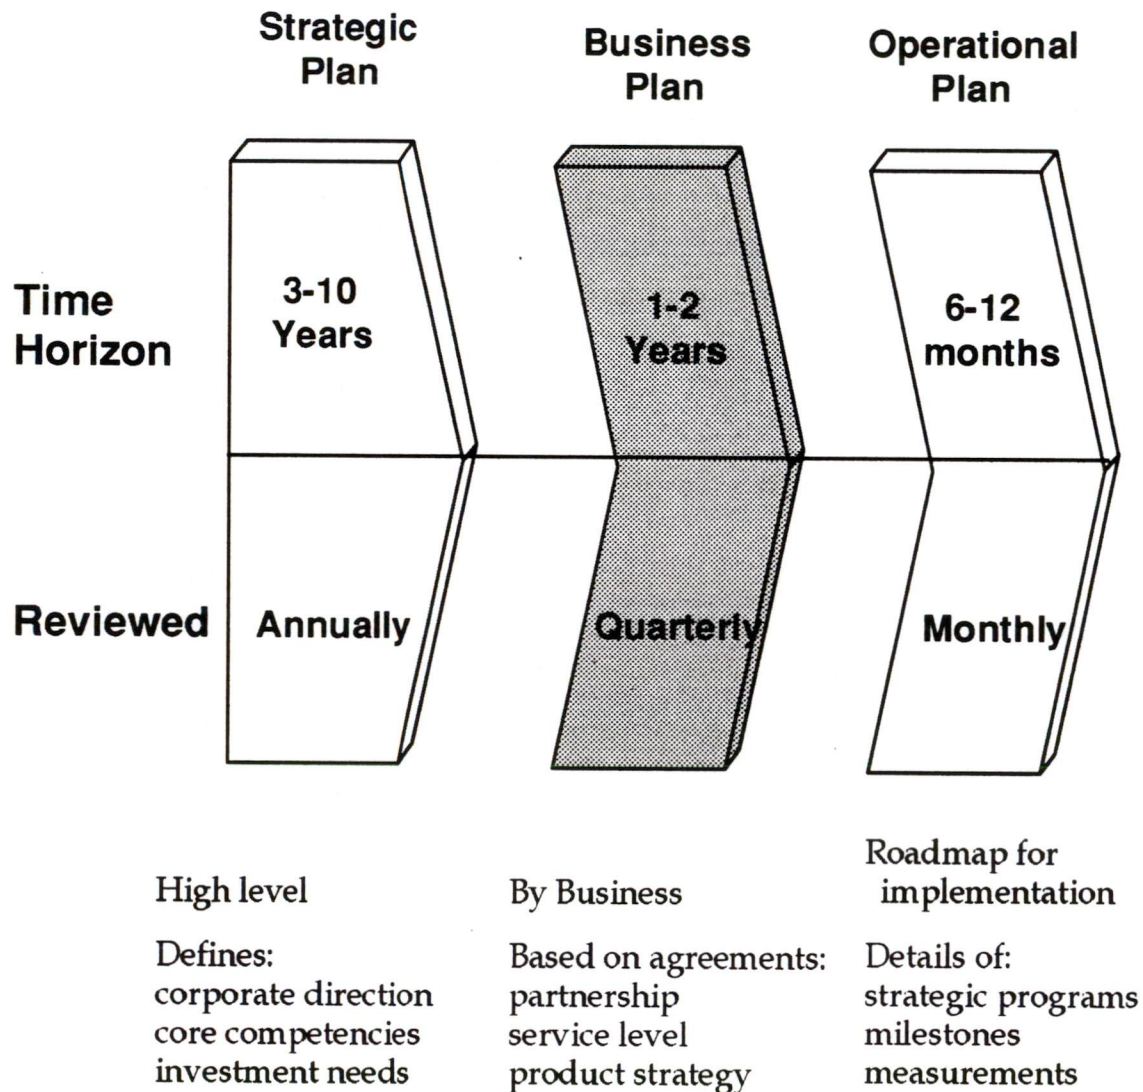 Strategic
Plan
Business
Plan
Operational
Plan
Time
Horizon
3-10
Years
1-2
Years
6-12
months
Reviewed
Annually
Quarterly
Monthly
High level
Defines:
corporate direction
core competencies
investment needs
By Business
Based on agreements:
partnership
service level
product strategy
Roadmap for
implementation
Details of:
strategic programs
milestones
measurements